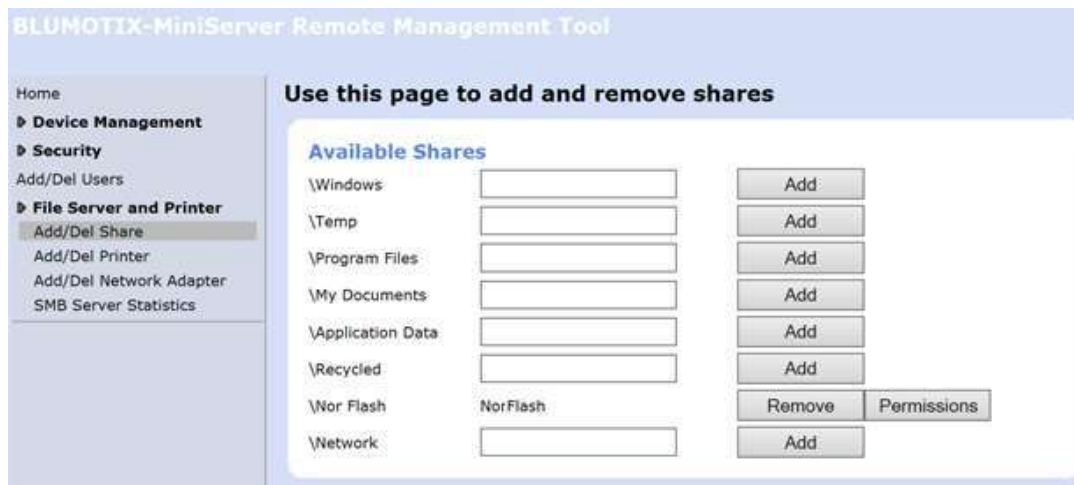 BLUMOTIX-MiniServer Remote Management Tool
Home
Device Management
Security
Add/Del Users
File Server and Printer
Add/Del Share
Add/Del Printer
Add/Del Network Adapter
SMB Server Statistics
Use this page to add and remove shares
Available Shares
\Windows Add
\Temp Add
\Program Files Add
\My Documents Add
\Application Data Add
\Recycled Add
\Nor Flash NorFlash Remove Permissions
\Network Add